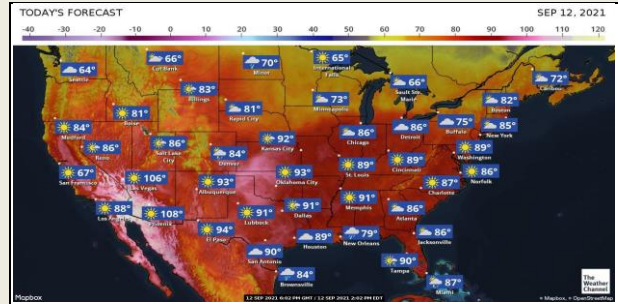 TODAY'S FORECAST
SEP 12, 2021
-40 -30 -20 -10 0 10 20 30 40 50 60 70 80 90 100 110 120
64°
Seattle
66°
Cut Bank
70°
Minot
65°
International
Falls
72°
Caribou
83°
Billings
66°
Sault Ste.
Marie
81°
Boise
81°
Rapid City
73°
Minneapolis
82°
Boston
84°
Medford
86°
Reno
86°
Salt Lake
City
84°
Denver
92°
Kansas City
86°
Chicago
86°
Detroit
75°
Buffalo
85°
New York
67°
San Francisco
106°
Las Vegas
93°
Albuquerque
93°
Oklahoma City
89°
St. Louis
89°
Cincinnati
89°
Washington
86°
Norfolk
88°
Los Angeles
108°
Phoenix
91°
Lubbock
91°
Dallas
91°
Memphis
87°
Charlotte
86°
Atlanta
94°
El Paso
90°
San Antonio
89°
Houston
79°
New Orleans
86°
Jacksonville
84°
Brownsville
90°
Tampa
87°
Miami
The
Weather
Channel
Mapbox
12 SEP 2021 6:02 PM GMT / 12 SEP 2021 2:02 PM EDT
© Mapbox, © OpenStreetMap